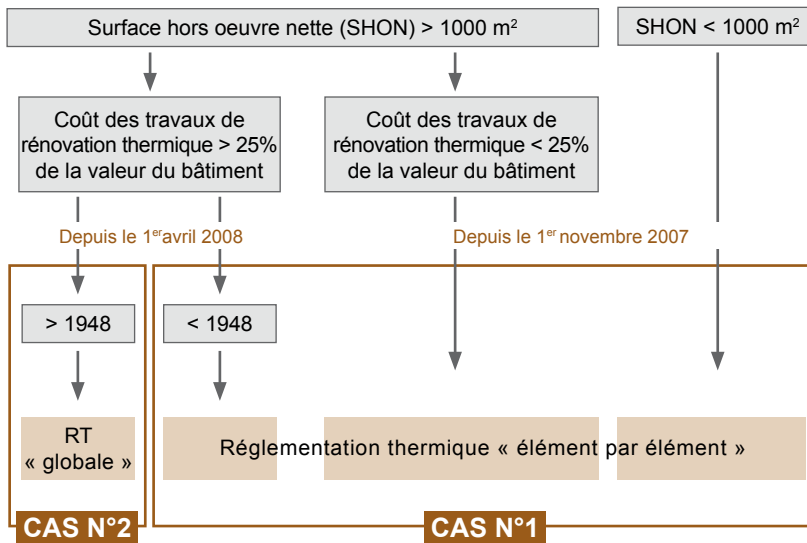 Surface hors oeuvre nette (SHON) > 1000 m²
SHON < 1000 m²
Coût des travaux de
rénovation thermique > 25%
de la valeur du bâtiment
Coût des travaux de
rénovation thermique < 25%
de la valeur du bâtiment
Depuis le 1er avril 2008
Depuis le 1er novembre 2007
> 1948
< 1948
RT
« globale »
Réglementation thermique « élément par élément »
CAS N°2
CAS N°1